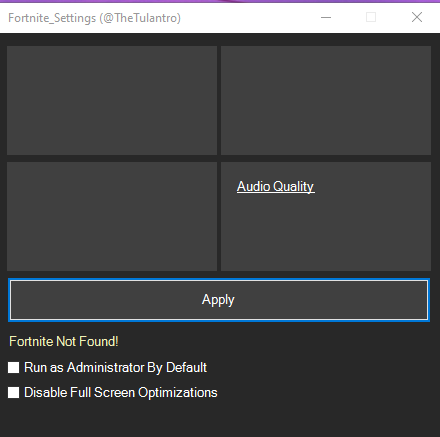 Fortnite_Settings (@TheTulantro)
Audio Quality
Apply
Fortnite Not Found!
Run as Administrator By Default
Disable Full Screen Optimizations